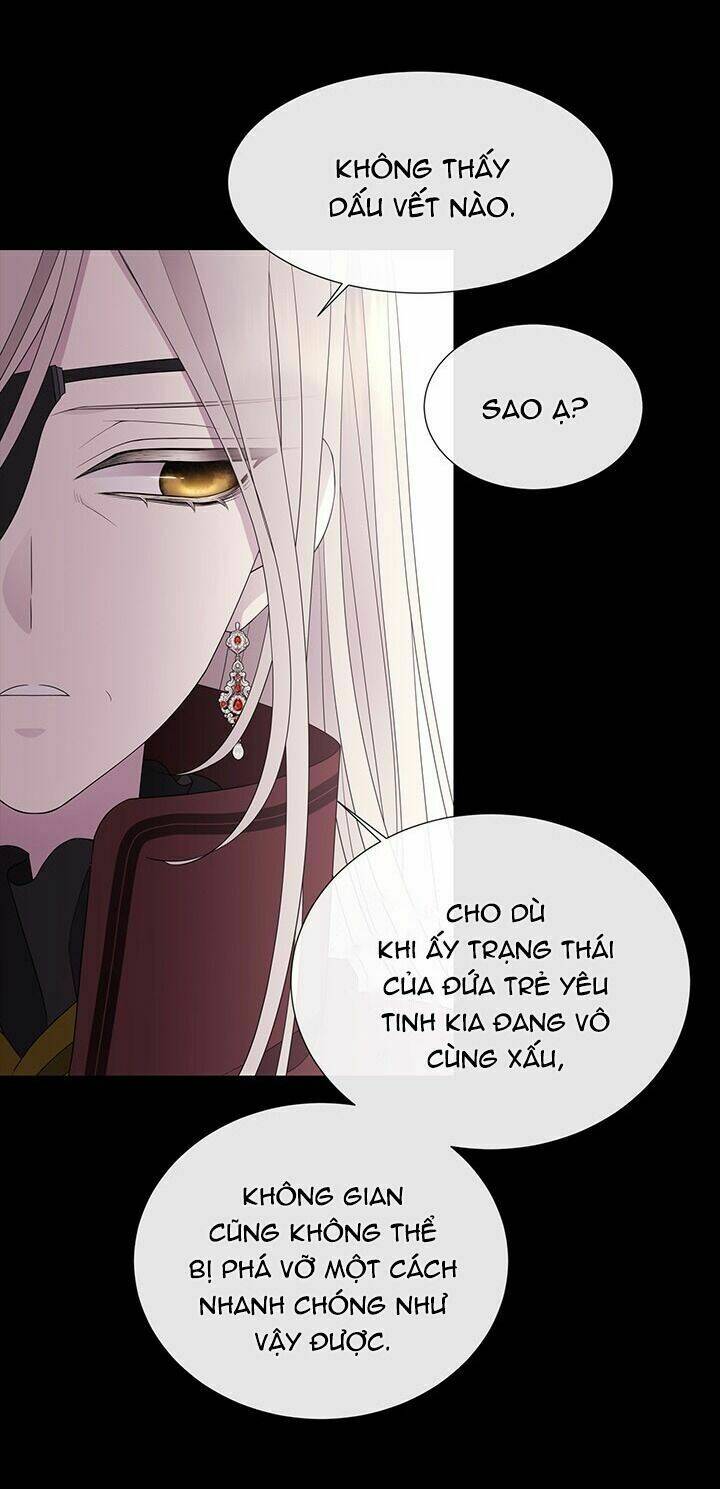 KHÔNG THẤY
DẤU VẾT NÀO.
SAO Ạ?
CHO DÙ
KHI ẤY TRẠNG THÁI
CỦA ĐỨA TRẺ YÊU
TINH KIA ĐANG VÔ
CÙNG XẤU,
KHÔNG GIAN
CŨNG KHÔNG THỂ
BỊ PHÁ VỠ MỘT CÁCH
NHANH CHÓNG NHƯ
VẬY ĐƯỢC.